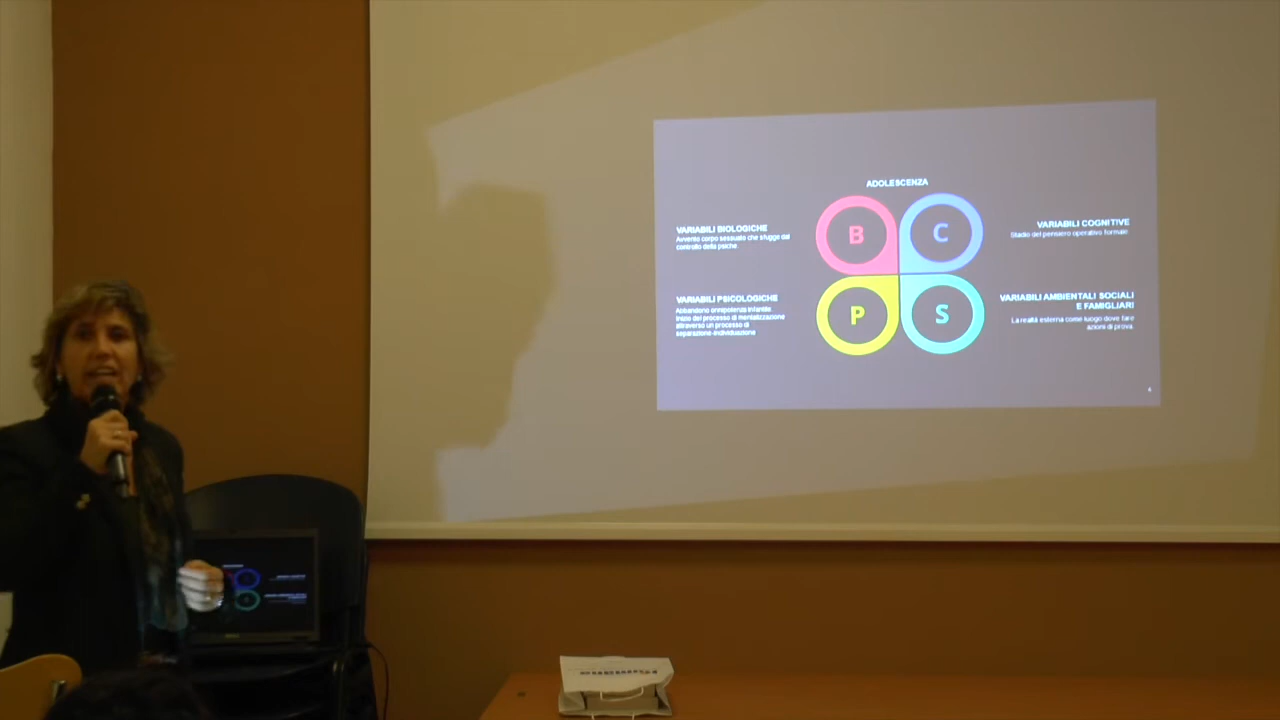 ADOLESCENZA
VARIABILI BIOLOGICHE
Avvento corpo sessuato che sfugge dal
controllo della psiche
B
C
VARIABILI COGNITIVE
Stadio del pensiero operativo formale
VARIABILI PSICOLOGICHE
Abbandono onnipotenza infantile:
inizio del processo di mentalizzazione
attraverso un processo di
separazione-individuazione
P
S
VARIABILI AMBIENTALI SOCIALI
E FAMIGLIARI
La realtà esterna come luogo dove fare
azioni di prova
4